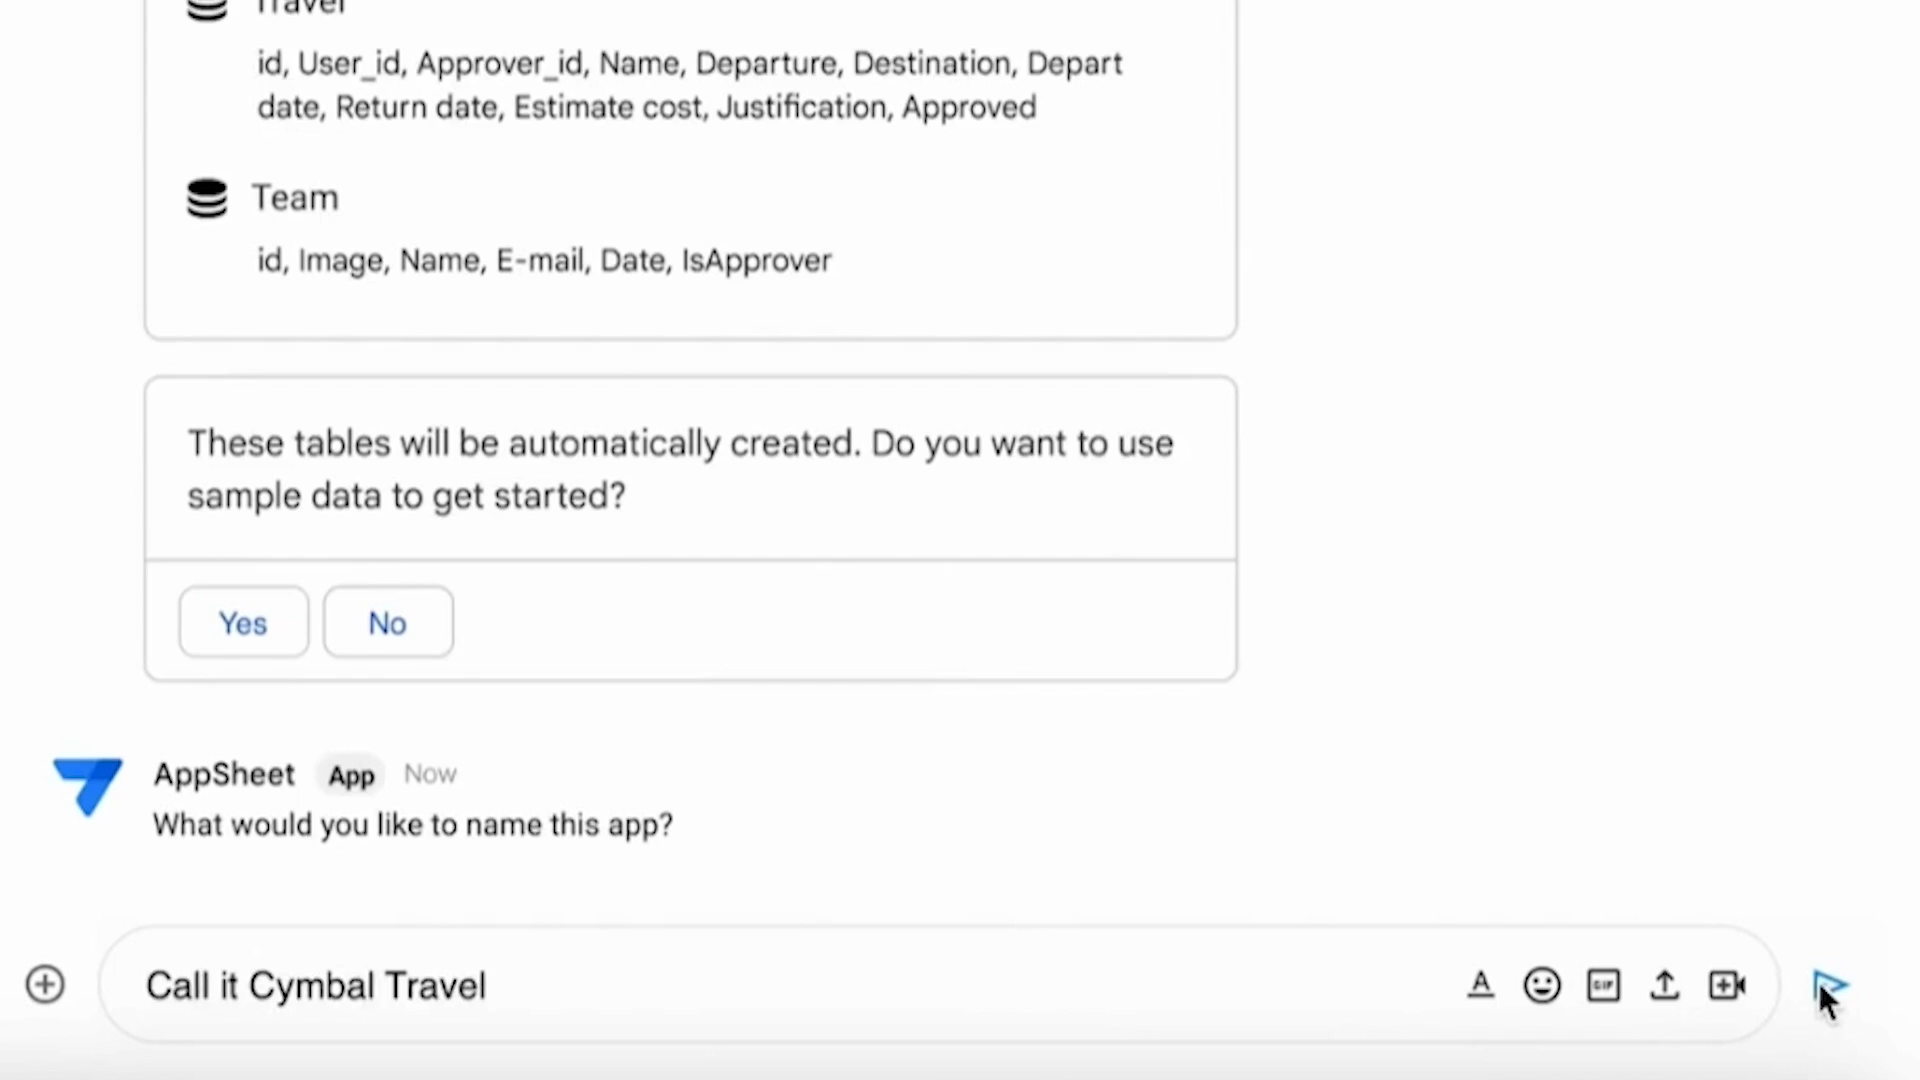 Travel
id, User_id, Approver_id, Name, Departure, Destination, Depart
date, Return date, Estimate cost, Justification, Approved
Team
id, Image, Name, E-mail, Date, IsApprover
These tables will be automatically created. Do you want to use
sample data to get started?
Yes No
AppSheet App Now
What would you like to name this app?
Call it Cymbal Travel
A GIF